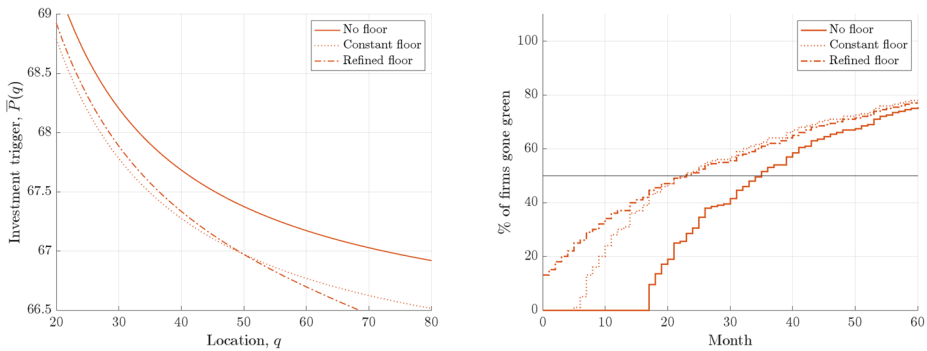 69
68.5
68
67.5
67
66.5
20
30
40
50
60
70
80
Investment trigger, P̅(q)
Location, q
No floor
Constant floor
Refined floor
100
80
60
40
20
0
0
10
20
30
40
50
60
% of firms gone green
Month
No floor
Constant floor
Refined floor